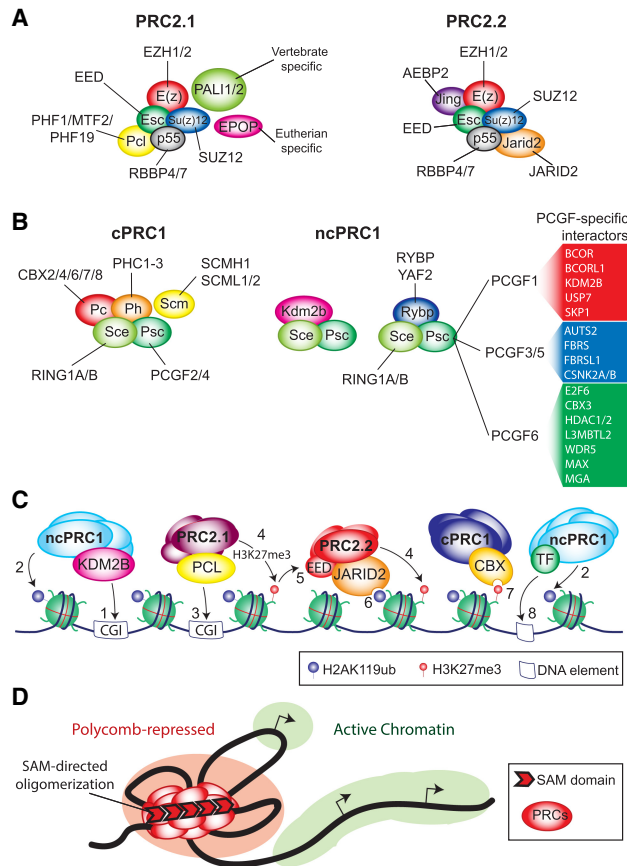 A
PRC2.1
EZH1/2
EED
E(z)
PALI1/2
Vertebrate
specific
Esc
Su(z)12
EPOP
Eutherian
specific
PHF1/MTF2/
PHF19
Pcl
p55
SUZ12
RBBP4/7
PRC2.2
EZH1/2
AEBP2
Jing
E(z)
SUZ12
Esc
Su(z)12
EED
p55
Jarid2
RBBP4/7
JARID2
B
cPRC1
PHC1-3
SCMH1
SCML1/2
CBX2/4/6/7/8
Pc
Ph
Scm
Sce
Psc
RING1A/B
PCGF2/4
ncPRC1
Kdm2b
Sce
Psc
RYBP
YAF2
Rybp
Sce
Psc
RING1A/B
PCGF1
PCGF3/5
PCGF6
PCGF-specific
interactors
BCOR
BCORL1
KDM2B
USP7
SKP1
AUTS2
FBRS
FBRSL1
CSNK2A/B
E2F6
CBX3
HDAC1/2
L3MBTL2
WDR5
MAX
MGA
C
ncPRC1
2
KDM2B
1
CGI
PRC2.1
PCL
3
CGI
4
H3K27me3
5
PRC2.2
EED
JARID2
6
4
cPRC1
CBX
7
ncPRC1
TF
2
8
H2AK119ub
H3K27me3
DNA element
D
Polycomb-repressed
Active Chromatin
SAM-directed
oligomerization
SAM domain
PRCs